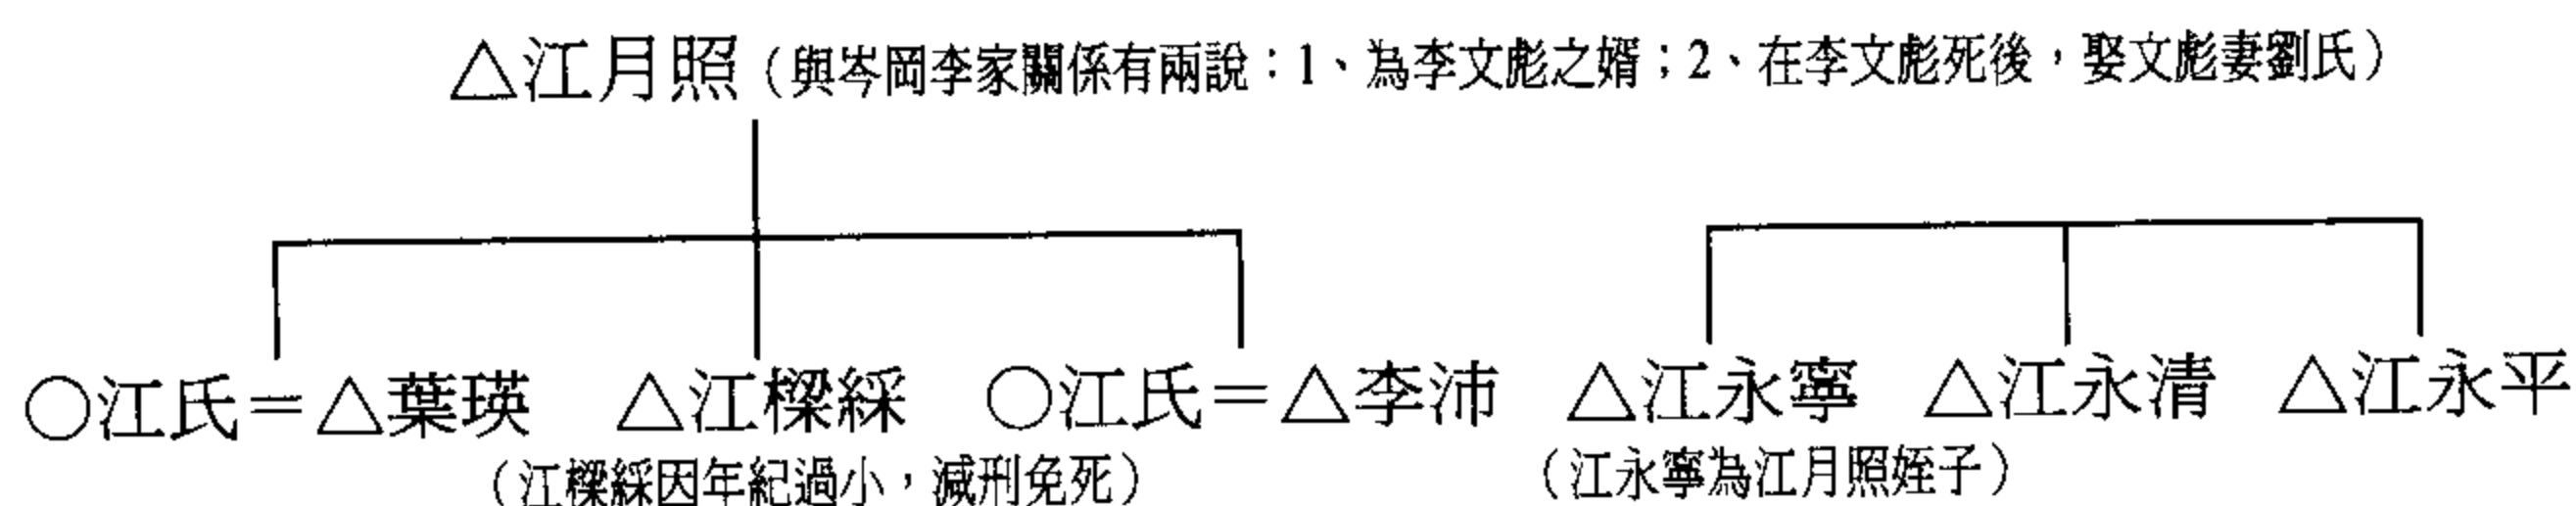 △江月照（與岑岡李家關係有兩說：1、為李文彪之婿；2、在李文彪死後，娶文彪妻劉氏）
○江氏＝△葉瑛　△江樑綵　○江氏＝△李沛　△江永寧　△江永清　△江永平
（江樑綵因年紀過小，減刑免死）　（江永寧為江月照姪子）